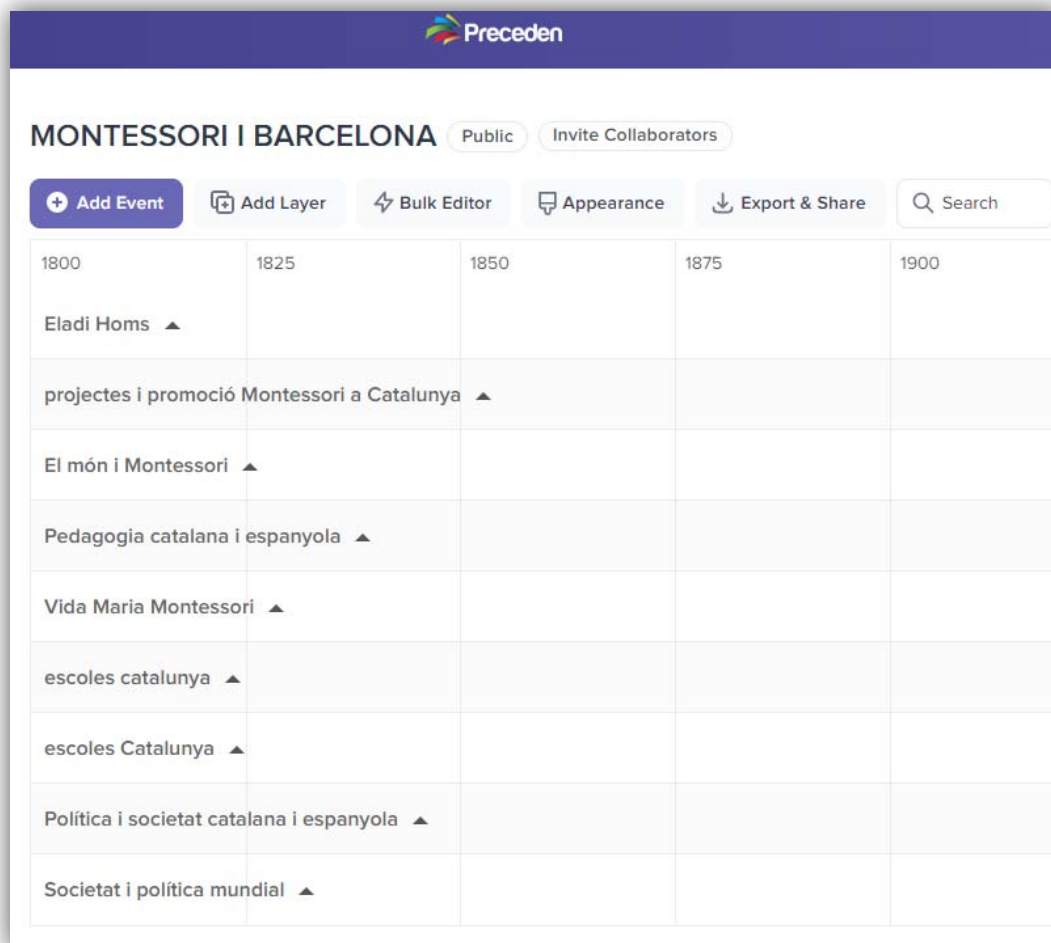 Preceden
MONTESSORI I BARCELONA Public Invite Collaborators
Add Event Add Layer Bulk Editor Appearance Export & Share Search
1800 1825 1850 1875 1900
Eladi Homs
projectes i promoció Montessori a Catalunya
El món i Montessori
Pedagogia catalana i espanyola
Vida Maria Montessori
escoles catalunya
escoles Catalunya
Política i societat catalana i espanyola
Societat i política mundial